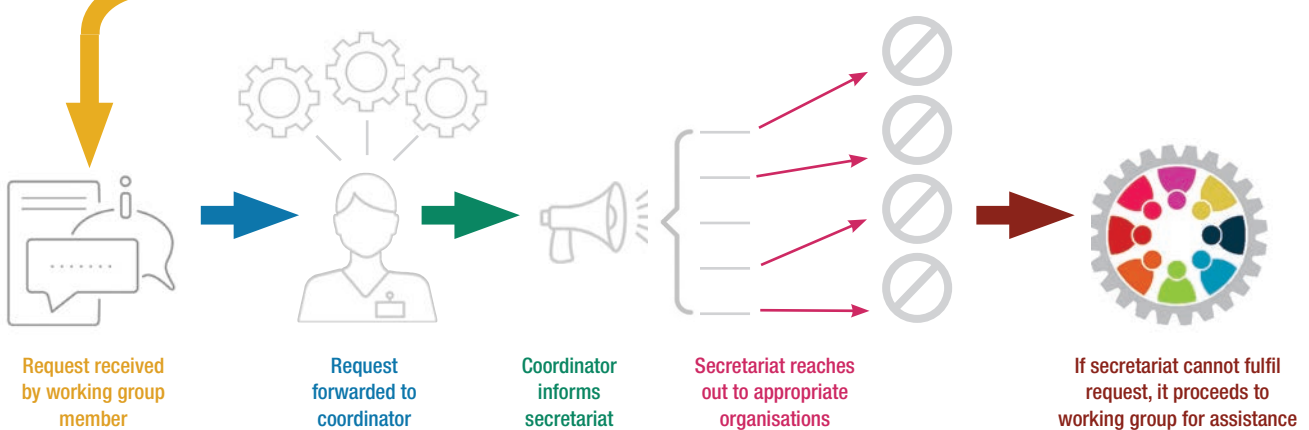 Request received
by working group
member
Request
forwarded to
coordinator
Coordinator
informs
secretariat
Secretariat reaches
out to appropriate
organisations
If secretariat cannot fulfil
request, it proceeds to
working group for assistance